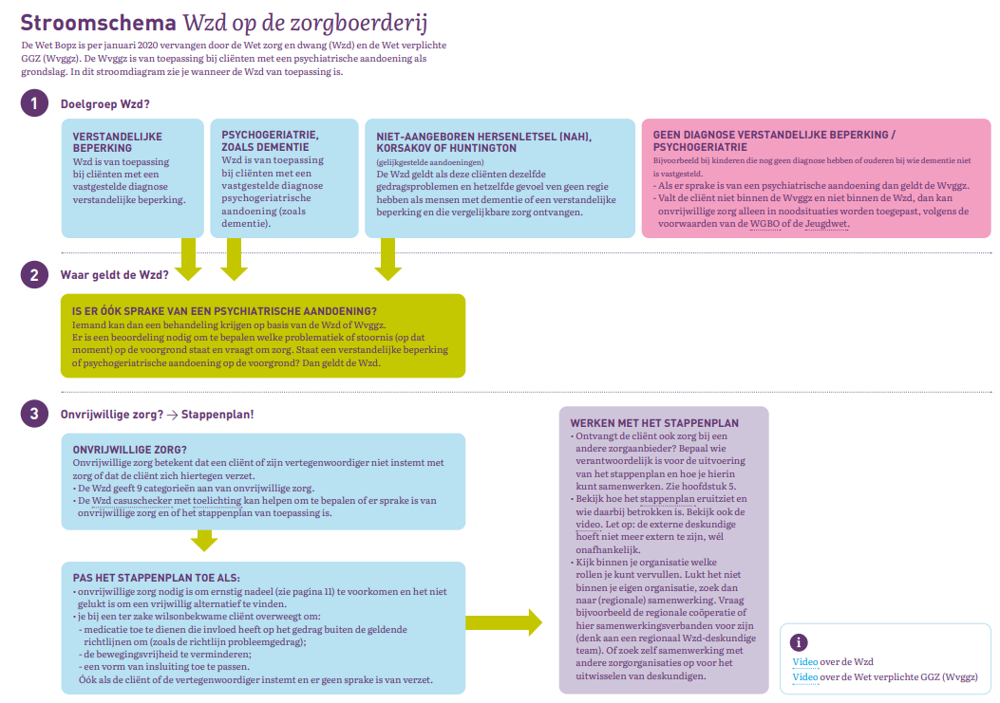 Stroomschema Wzd op de zorgboerderij
De Wet Bopz is per januari 2020 vervangen door de Wet zorg en dwang (Wzd) en de Wet verplichte
GGZ (Wvggz). De Wvggz is van toepassing bij cliënten met een psychiatrische aandoening als
grondslag. In dit stroomdiagram zie je wanneer de Wzd van toepassing is.
1 Doelgroep Wzd?
VERSTANDELIJKE
BEPERKING
Wzd is van toepassing
bij cliënten met een
vastgestelde diagnose
verstandelijke beperking.
PSYCHOGERIATRIE,
ZOALS DEMENTIE
Wzd is van toepassing
bij cliënten met een
vastgestelde diagnose
psychogeriatrische
aandoening (zoals
dementie).
NIET-AANGEBOREN HERSENLETSEL (NAH),
KORSAKOV OF HUNTINGTON
(gelijkgestelde aandoeningen)
De Wzd geldt als deze cliënten dezelfde
gedragsproblemen en hetzelfde gevoel ven geen regie
hebben als mensen met dementie of een verstandelijke
beperking en die vergelijkbare zorg ontvangen.
GEEN DIAGNOSE VERSTANDELIJKE BEPERKING /
PSYCHOGERIATRIE
Bijvoorbeeld bij kinderen die nog geen diagnose hebben of ouderen bij wie dementie niet
is vastgesteld.
- Als er sprake is van een psychiatrische aandoening dan geldt de Wvggz.
- Valt de cliënt niet binnen de Wvggz en niet binnen de Wzd, dan kan
onvrijwillige zorg alleen in noodsituaties worden toegepast, volgens de
voorwaarden van de WGBO of de Jeugdwet.
2 Waar geldt de Wzd?
IS ER ÓÓK SPRAKE VAN EEN PSYCHIATRISCHE AANDOENING?
Iemand kan dan een behandeling krijgen op basis van de Wzd of Wvggz.
Er is een beoordeling nodig om te bepalen welke problematiek of stoornis (op dat
moment) op de voorgrond staat en vraagt om zorg. Staat een verstandelijke beperking
of psychogeriatrische aandoening op de voorgrond? Dan geldt de Wzd.
3 Onvrijwillige zorg? → Stappenplan!
ONVRIJWILLIGE ZORG?
Onvrijwillige zorg betekent dat een cliënt of zijn vertegenwoordiger niet instemt met
zorg of dat de cliënt zich hiertegen verzet.
• De Wzd geeft 9 categorieën aan van onvrijwillige zorg.
• De Wzd casuschecker met toelichting kan helpen om te bepalen of er sprake is van
onvrijwillige zorg en of het stappenplan van toepassing is.
PAS HET STAPPENPLAN TOE ALS:
• onvrijwillige zorg nodig is om ernstig nadeel (zie pagina 11) te voorkomen en het niet
gelukt is om een vrijwillig alternatief te vinden.
• je bij een ter zake wilsonbekwame cliënt overweegt om:
- medicatie toe te dienen die invloed heeft op het gedrag buiten de geldende
richtlijnen om (zoals de richtlijn probleemgedrag);
- de bewegingsvrijheid te verminderen;
- een vorm van insluiting toe te passen.
Óók als de cliënt of de vertegenwoordiger instemt en er geen sprake is van verzet.
WERKEN MET HET STAPPENPLAN
• Ontvangt de cliënt ook zorg bij een
andere zorgaanbieder? Bepaal wie
verantwoordelijk is voor de uitvoering
van het stappenplan en hoe je hierin
kunt samenwerken. Zie hoofdstuk 5.
• Bekijk hoe het stappenplan eruitziet en
wie daarbij betrokken is. Bekijk ook de
video. Let op: de externe deskundige
hoeft niet meer extern te zijn, wél
onafhankelijk.
• Kijk binnen je organisatie welke
rollen je kunt vervullen. Lukt het niet
binnen je eigen organisatie, zoek dan
naar (regionale) samenwerking. Vraag
bijvoorbeeld de regionale coöperatie of
hier samenwerkingsverbanden voor zijn
(denk aan een regionaal Wzd-deskundige
team). Of zoek zelf samenwerking met
andere zorgorganisaties op voor het
uitwisselen van deskundigen.
i
Video over de Wzd
Video over de Wet verplichte GGZ (Wvggz)